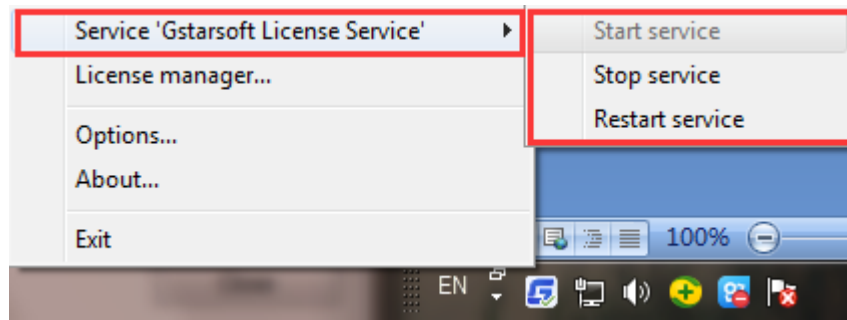 Service 'Gstarsoft License Service'
Start service
License manager...
Stop service
Restart service
Options...
About...
Exit
100%
EN